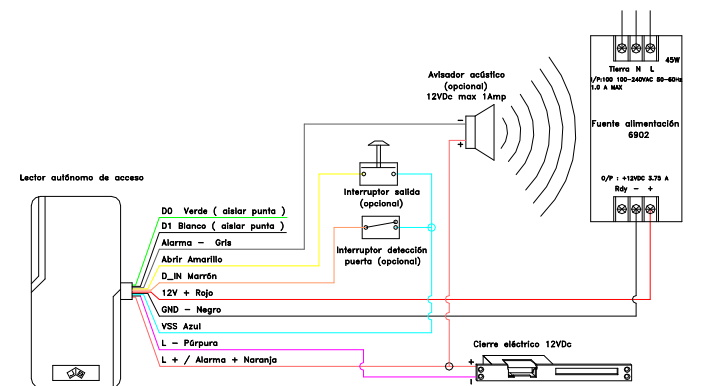 Tierra N L
45W
I/P:100 100-240VAC 50-60Hz
1.0 A MAX
Avisador acústico
(opcional)
12VDc max 1Amp
-
+
Fuente alimentación
6902
O/P : +12VDC 3.75 A
Rdy - +
Lector autónomo de acceso
Interruptor salida
(opcional)
D0 Verde ( aislar punta )
D1 Blanco ( aislar punta )
Alarma - Gris
Abrir Amarillo
Interruptor detección
puerta (opcional)
D_IN Marrón
12V + Rojo
GND - Negro
VSS Azul
L - Púrpura
L + / Alarma + Naranja
Cierre eléctrico 12VDc
+
-